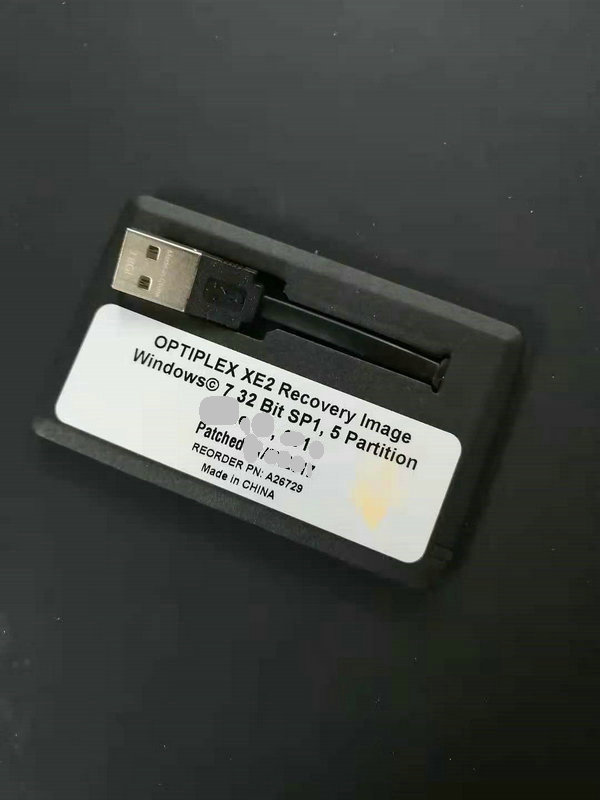 OPTIPLEX XE2 Recovery Image
Windows© 7 32 Bit SP1, 5 Partition
Patched
REORDER PN: A26729
Made in CHINA